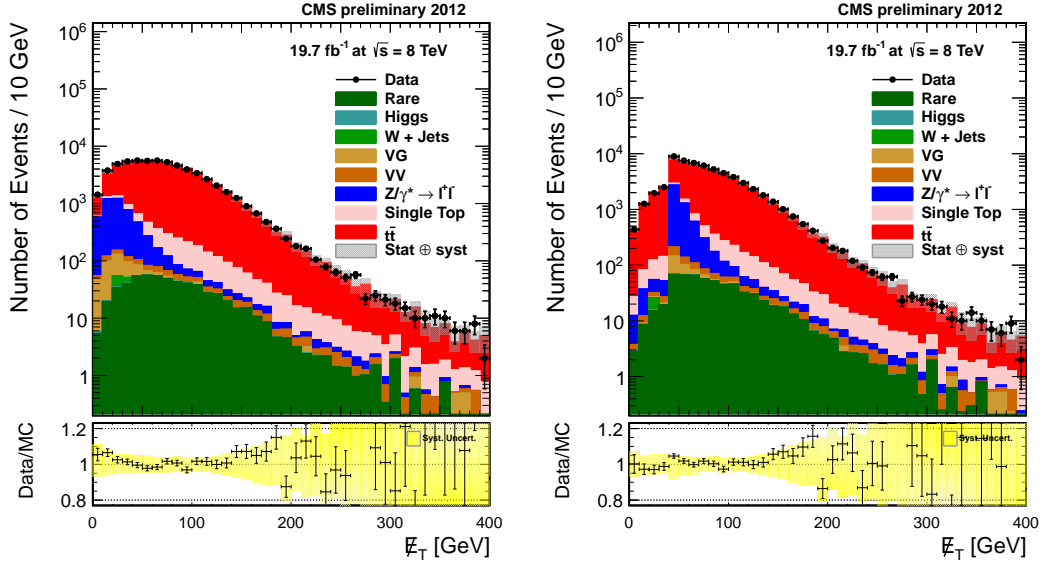 CMS preliminary 2012
19.7 fb⁻¹ at √s = 8 TeV
Number of Events / 10 GeV
10⁶
10⁵
10⁴
10³
10²
10
1
Data
Rare
Higgs
W + Jets
VG
VV
Z/γ* → l⁺l⁻
Single Top
tt̄
Stat ⊕ syst
Data/MC
1.2
1
0.8
Syst. Uncert.
0 100 200 300 400
E̸_T [GeV]
CMS preliminary 2012
19.7 fb⁻¹ at √s = 8 TeV
Number of Events / 10 GeV
10⁶
10⁵
10⁴
10³
10²
10
1
Data
Rare
Higgs
W + Jets
VG
VV
Z/γ* → l⁺l⁻
Single Top
tt̄
Stat ⊕ syst
Data/MC
1.2
1
0.8
Syst. Uncert.
0 100 200 300 400
E̸_T [GeV]